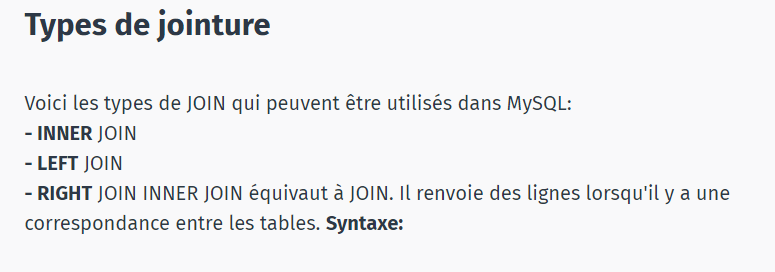 Types de jointure
Voici les types de JOIN qui peuvent être utilisés dans MySQL:
- INNER JOIN
- LEFT JOIN
- RIGHT JOIN INNER JOIN équivaut à JOIN. Il renvoie des lignes lorsqu'il y a une
correspondance entre les tables. Syntaxe: